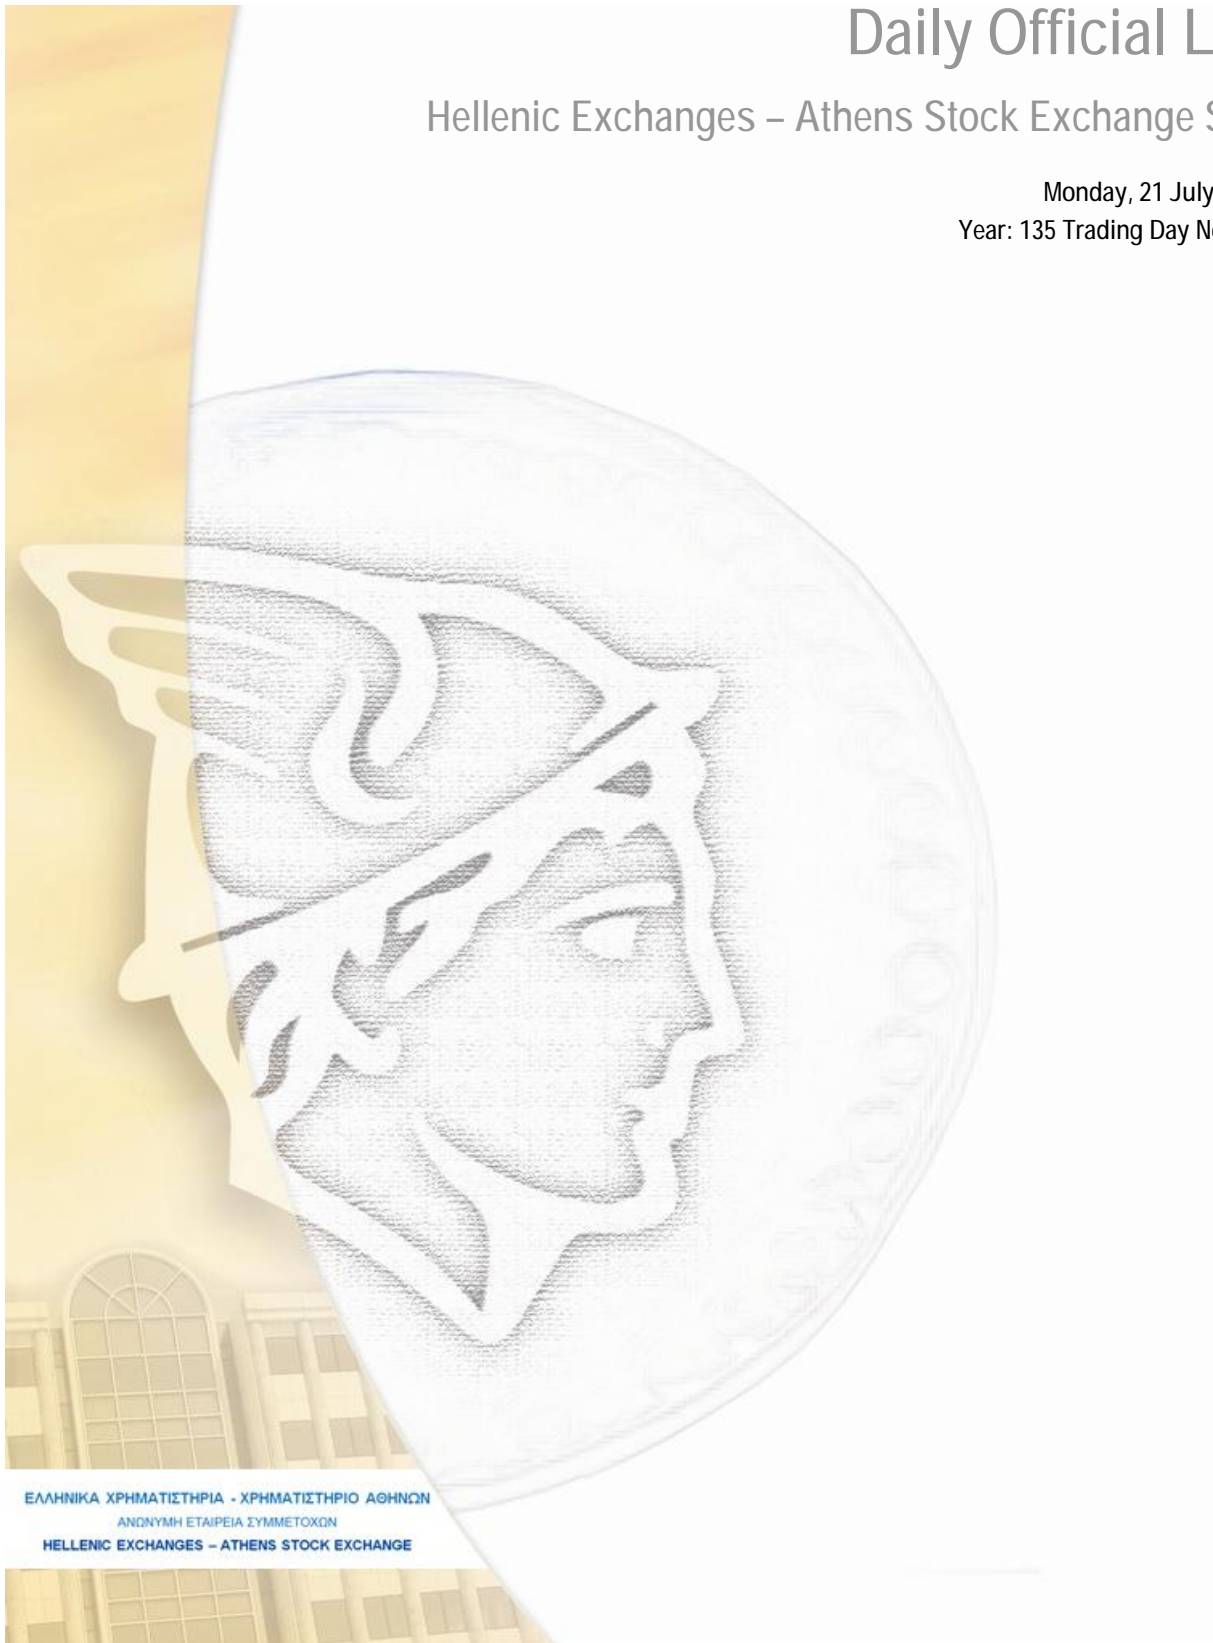 Daily Official L
Hellenic Exchanges – Athens Stock Exchange S
Monday, 21 July
Year: 135 Trading Day N
ΕΛΛΗΝΙΚΑ ΧΡΗΜΑΤΙΣΤΗΡΙΑ - ΧΡΗΜΑΤΙΣΤΗΡΙΟ ΑΘΗΝΩΝ
ΑΝΩΝΥΜΗ ΕΤΑΙΡΕΙΑ ΣΥΜΜΕΤΟΧΩΝ
HELLENIC EXCHANGES – ATHENS STOCK EXCHANGE